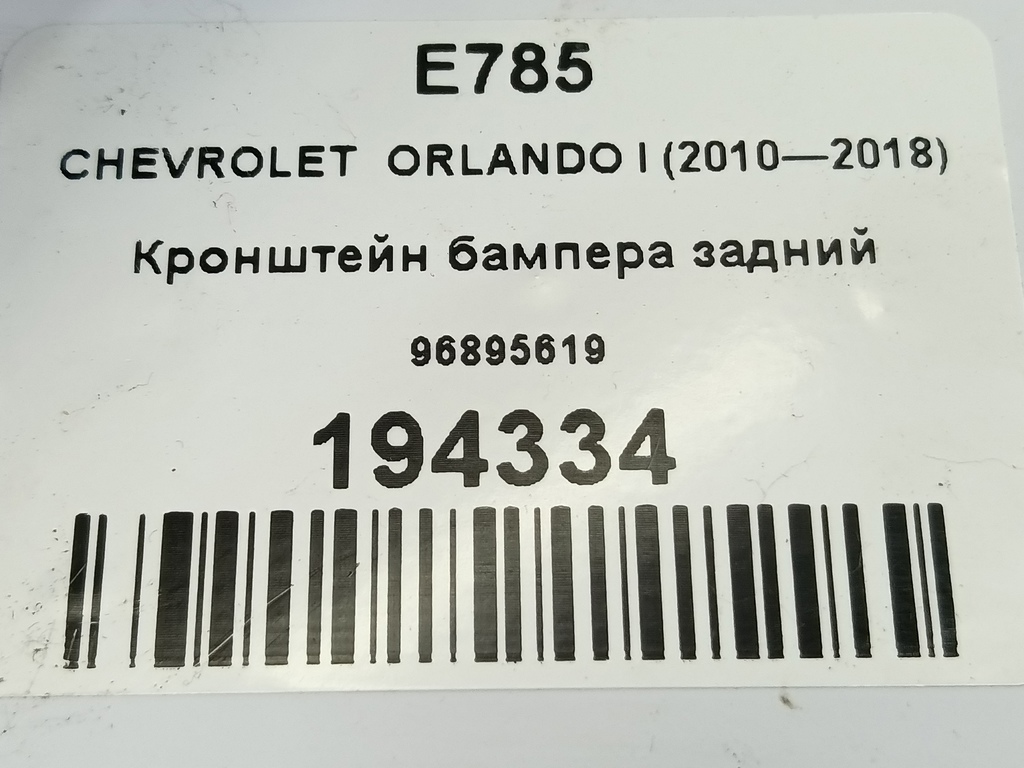 E785
CHEVROLET ORLANDO I (2010—2018)
Кронштейн бампера задний
96895619
194334